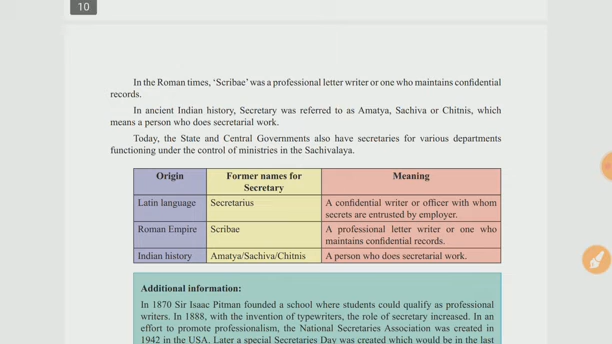 10
In the Roman times, ‘Scribae’ was a professional letter writer or one who maintains confidential
records.
In ancient Indian history, Secretary was referred to as Amatya, Sachiva or Chitnis, which
means a person who does secretarial work.
Today, the State and Central Governments also have secretaries for various departments
functioning under the control of ministries in the Sachivalaya.
Origin
Former names for
Secretary
Meaning
Latin language
Secretarius
A confidential writer or officer with whom
secrets are entrusted by employer.
Roman Empire
Scribae
A professional letter writer or one who
maintains confidential records.
Indian history
Amatya/Sachiva/Chitnis
A person who does secretarial work.
Additional information:
In 1870 Sir Isaac Pitman founded a school where students could qualify as professional
writers. In 1888, with the invention of typewriters, the role of secretary increased. In an
effort to promote professionalism, the National Secretaries Association was created in
1942 in the USA. Later a special Secretaries Day was created which would be in the last